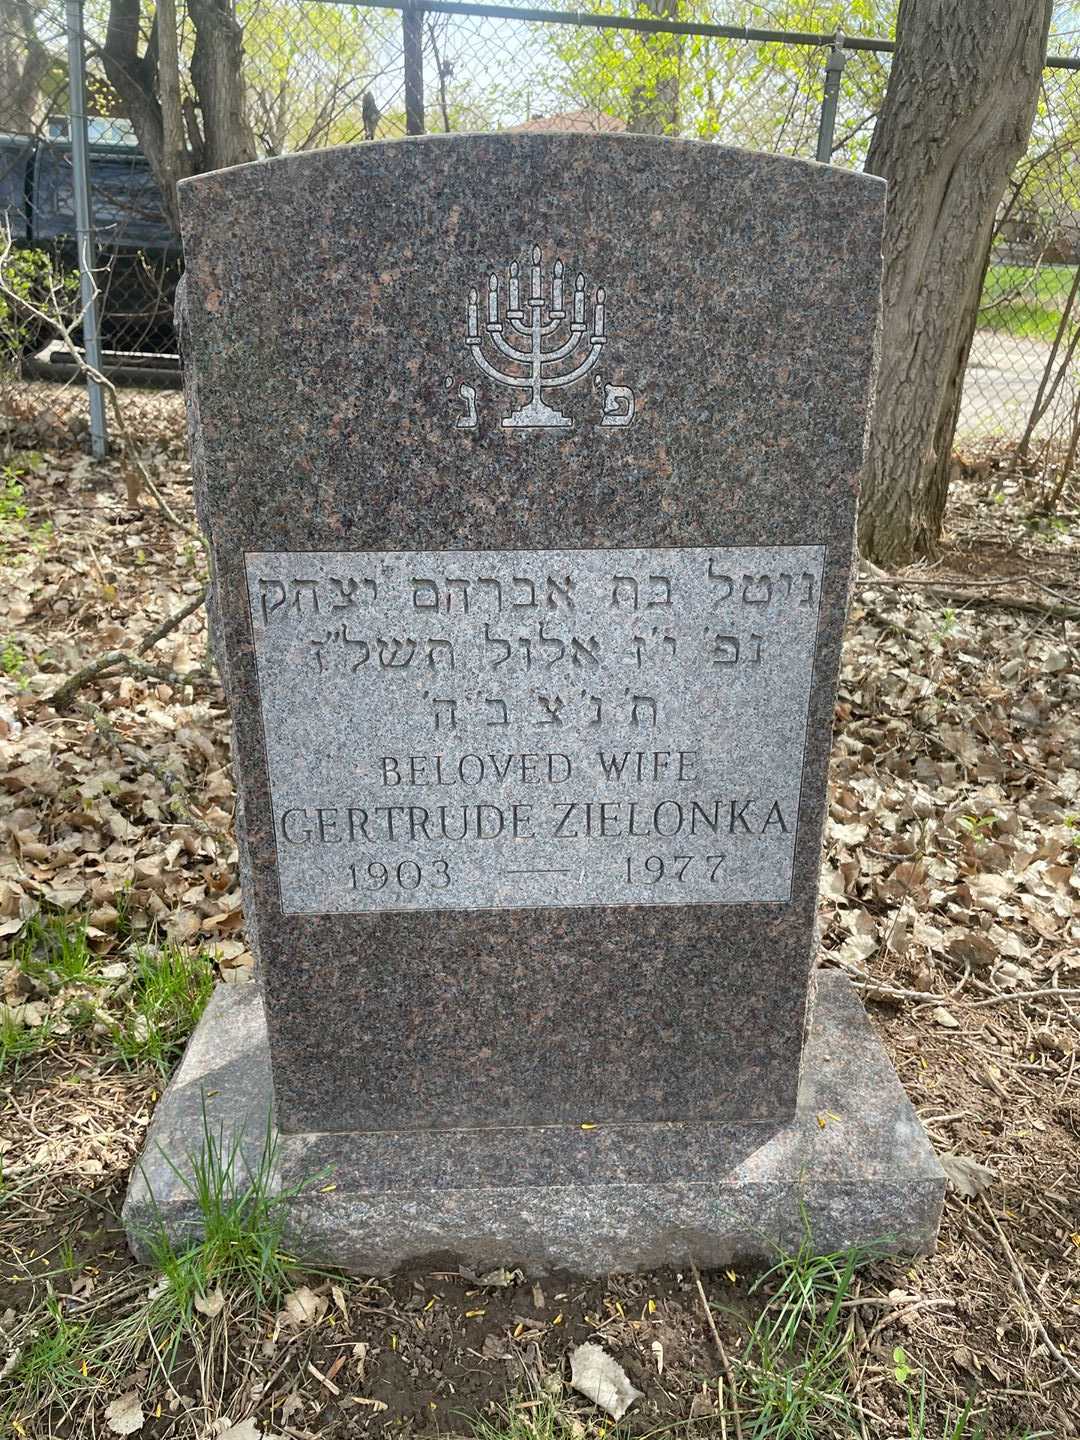 פ' נ'
גיטל בת אברהם יצחק
נפ' י"ז אלול תשל"ז
ת' נ' צ' ב' ה'
BELOVED WIFE
GERTRUDE ZIELONKA
1903 — 1977